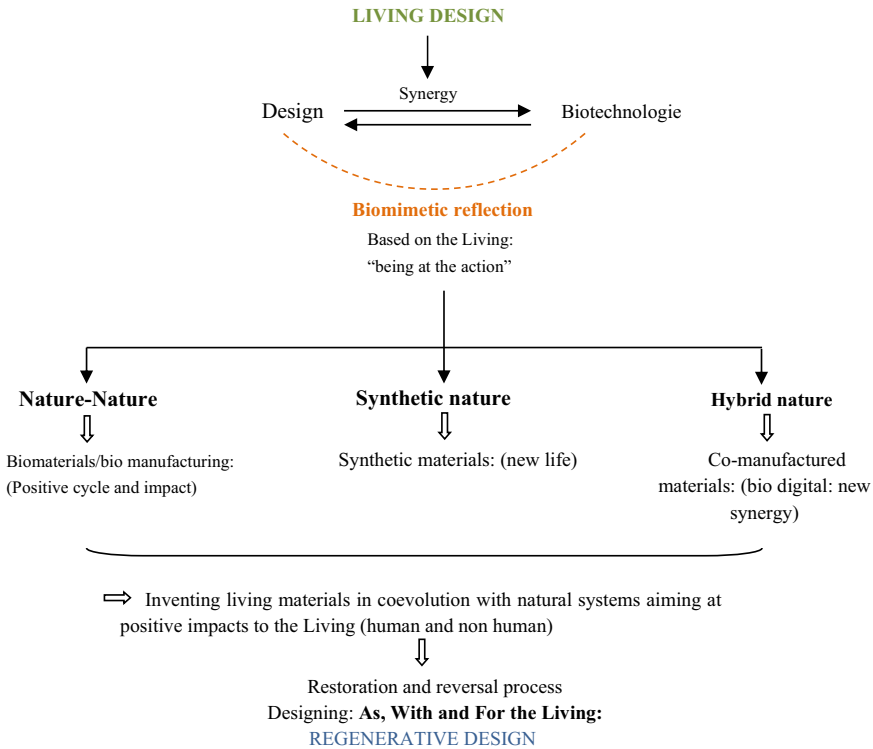 LIVING DESIGN
Synergy
Design
Biotechnologie
Biomimetic reflection
Based on the Living:
“being at the action”
Nature-Nature
Biomaterials/bio manufacturing:
(Positive cycle and impact)
Synthetic nature
Synthetic materials: (new life)
Hybrid nature
Co-manufactured
materials: (bio digital: new
synergy)
Inventing living materials in coevolution with natural systems aiming at
positive impacts to the Living (human and non human)
Restoration and reversal process
Designing: As, With and For the Living:
REGENERATIVE DESIGN